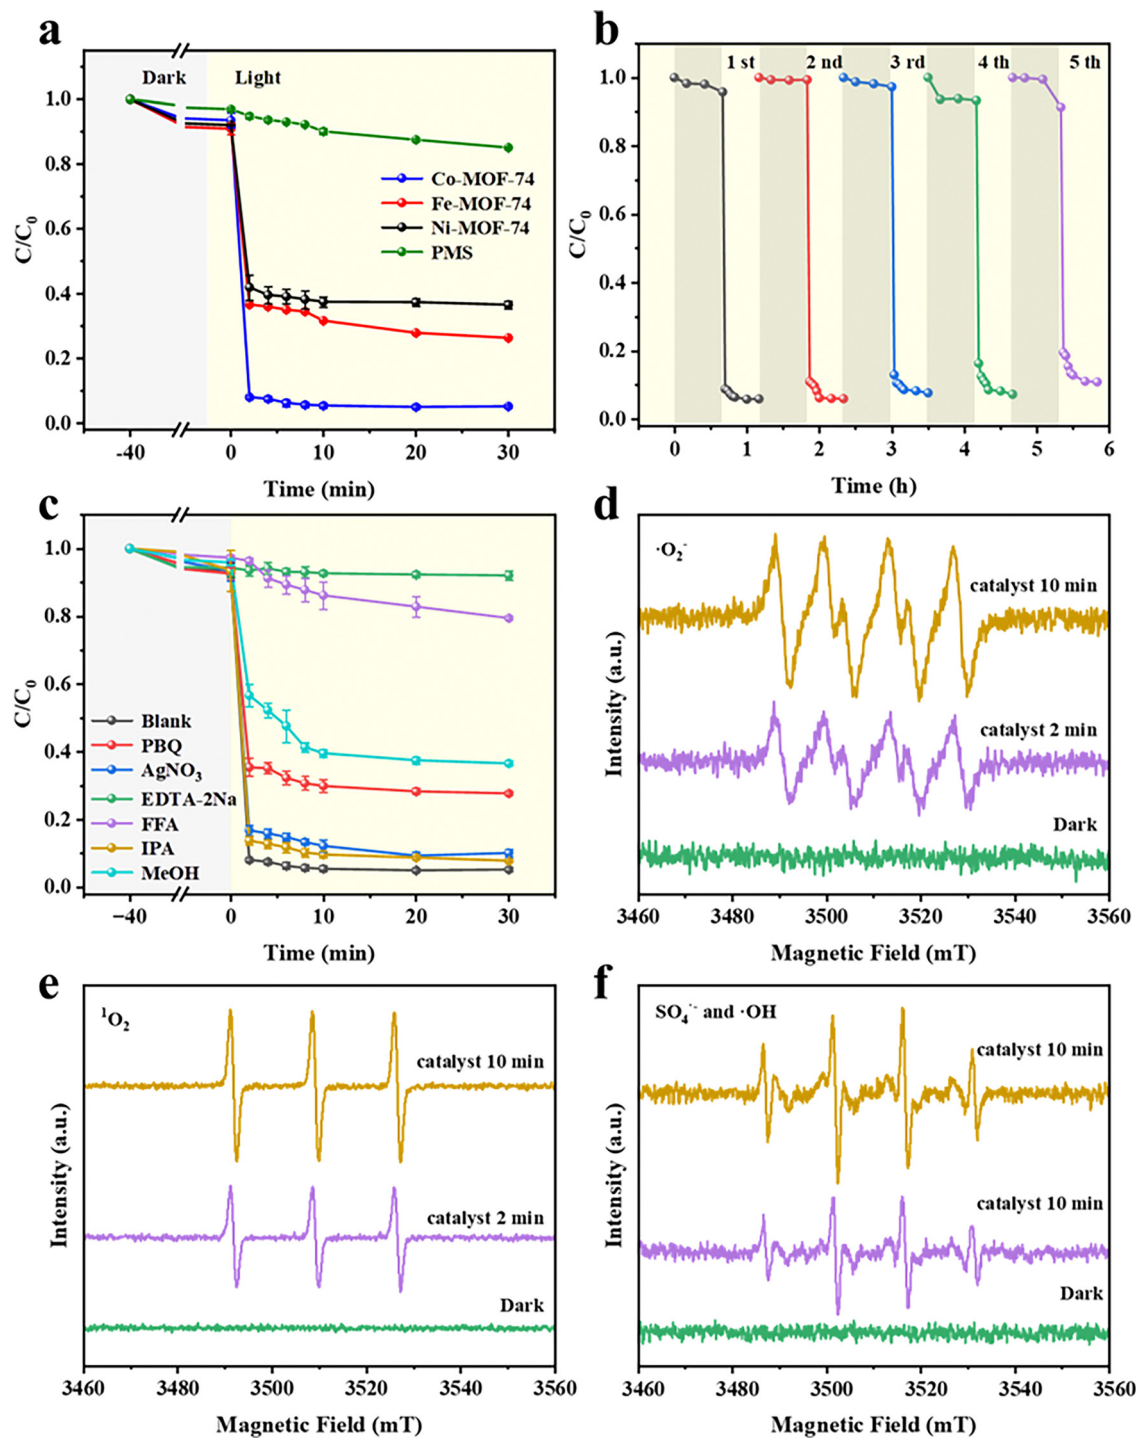 a
Dark
Light
1.0
0.8
0.6
0.4
0.2
0.0
C/C0
Co-MOF-74
Fe-MOF-74
Ni-MOF-74
PMS
-40
0
10
20
30
Time (min)
b
1 st
2 nd
3 rd
4 th
5 th
1.0
0.8
0.6
0.4
0.2
0.0
C/C0
0
1
2
3
4
5
6
Time (h)
c
1.0
0.8
0.6
0.4
0.2
0.0
C/C0
Blank
PBQ
AgNO3
EDTA-2Na
FFA
IPA
MeOH
−40
0
10
20
30
Time (min)
d
·O2-
catalyst 10 min
catalyst 2 min
Dark
Intensity (a.u.)
3460
3480
3500
3520
3540
3560
Magnetic Field (mT)
e
1O2
catalyst 10 min
catalyst 2 min
Dark
Intensity (a.u.)
3460
3480
3500
3520
3540
3560
Magnetic Field (mT)
f
SO4·- and ·OH
catalyst 10 min
catalyst 10 min
Dark
Intensity (a.u.)
3460
3480
3500
3520
3540
3560
Magnetic Field (mT)